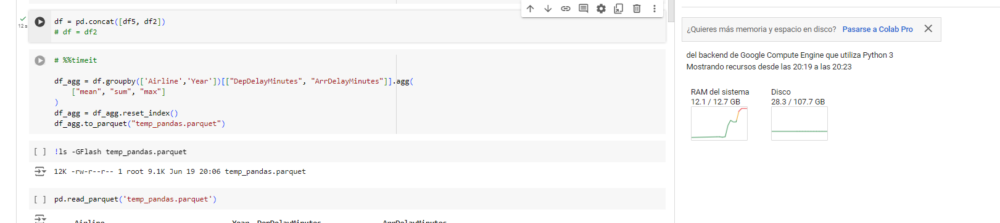 12 s
df = pd.concat([df5, df2])
# df = df2
# %%timeit
df_agg = df.groupby(['Airline','Year'])[["DepDelayMinutes", "ArrDelayMinutes"]].agg(
["mean", "sum", "max"]
)
df_agg = df_agg.reset_index()
df_agg.to_parquet("temp_pandas.parquet")
[ ] !ls -GFlash temp_pandas.parquet
12K -rw-r--r-- 1 root 9.1K Jun 19 20:06 temp_pandas.parquet
[ ] pd.read_parquet('temp_pandas.parquet')
Airline Year DepDelayMinutes ArrDelayMinutes
¿Quieres más memoria y espacio en disco? Pasarse a Colab Pro
del backend de Google Compute Engine que utiliza Python 3
Mostrando recursos desde las 20:19 a las 20:23
RAM del sistema
12.1 / 12.7 GB
Disco
28.3 / 107.7 GB